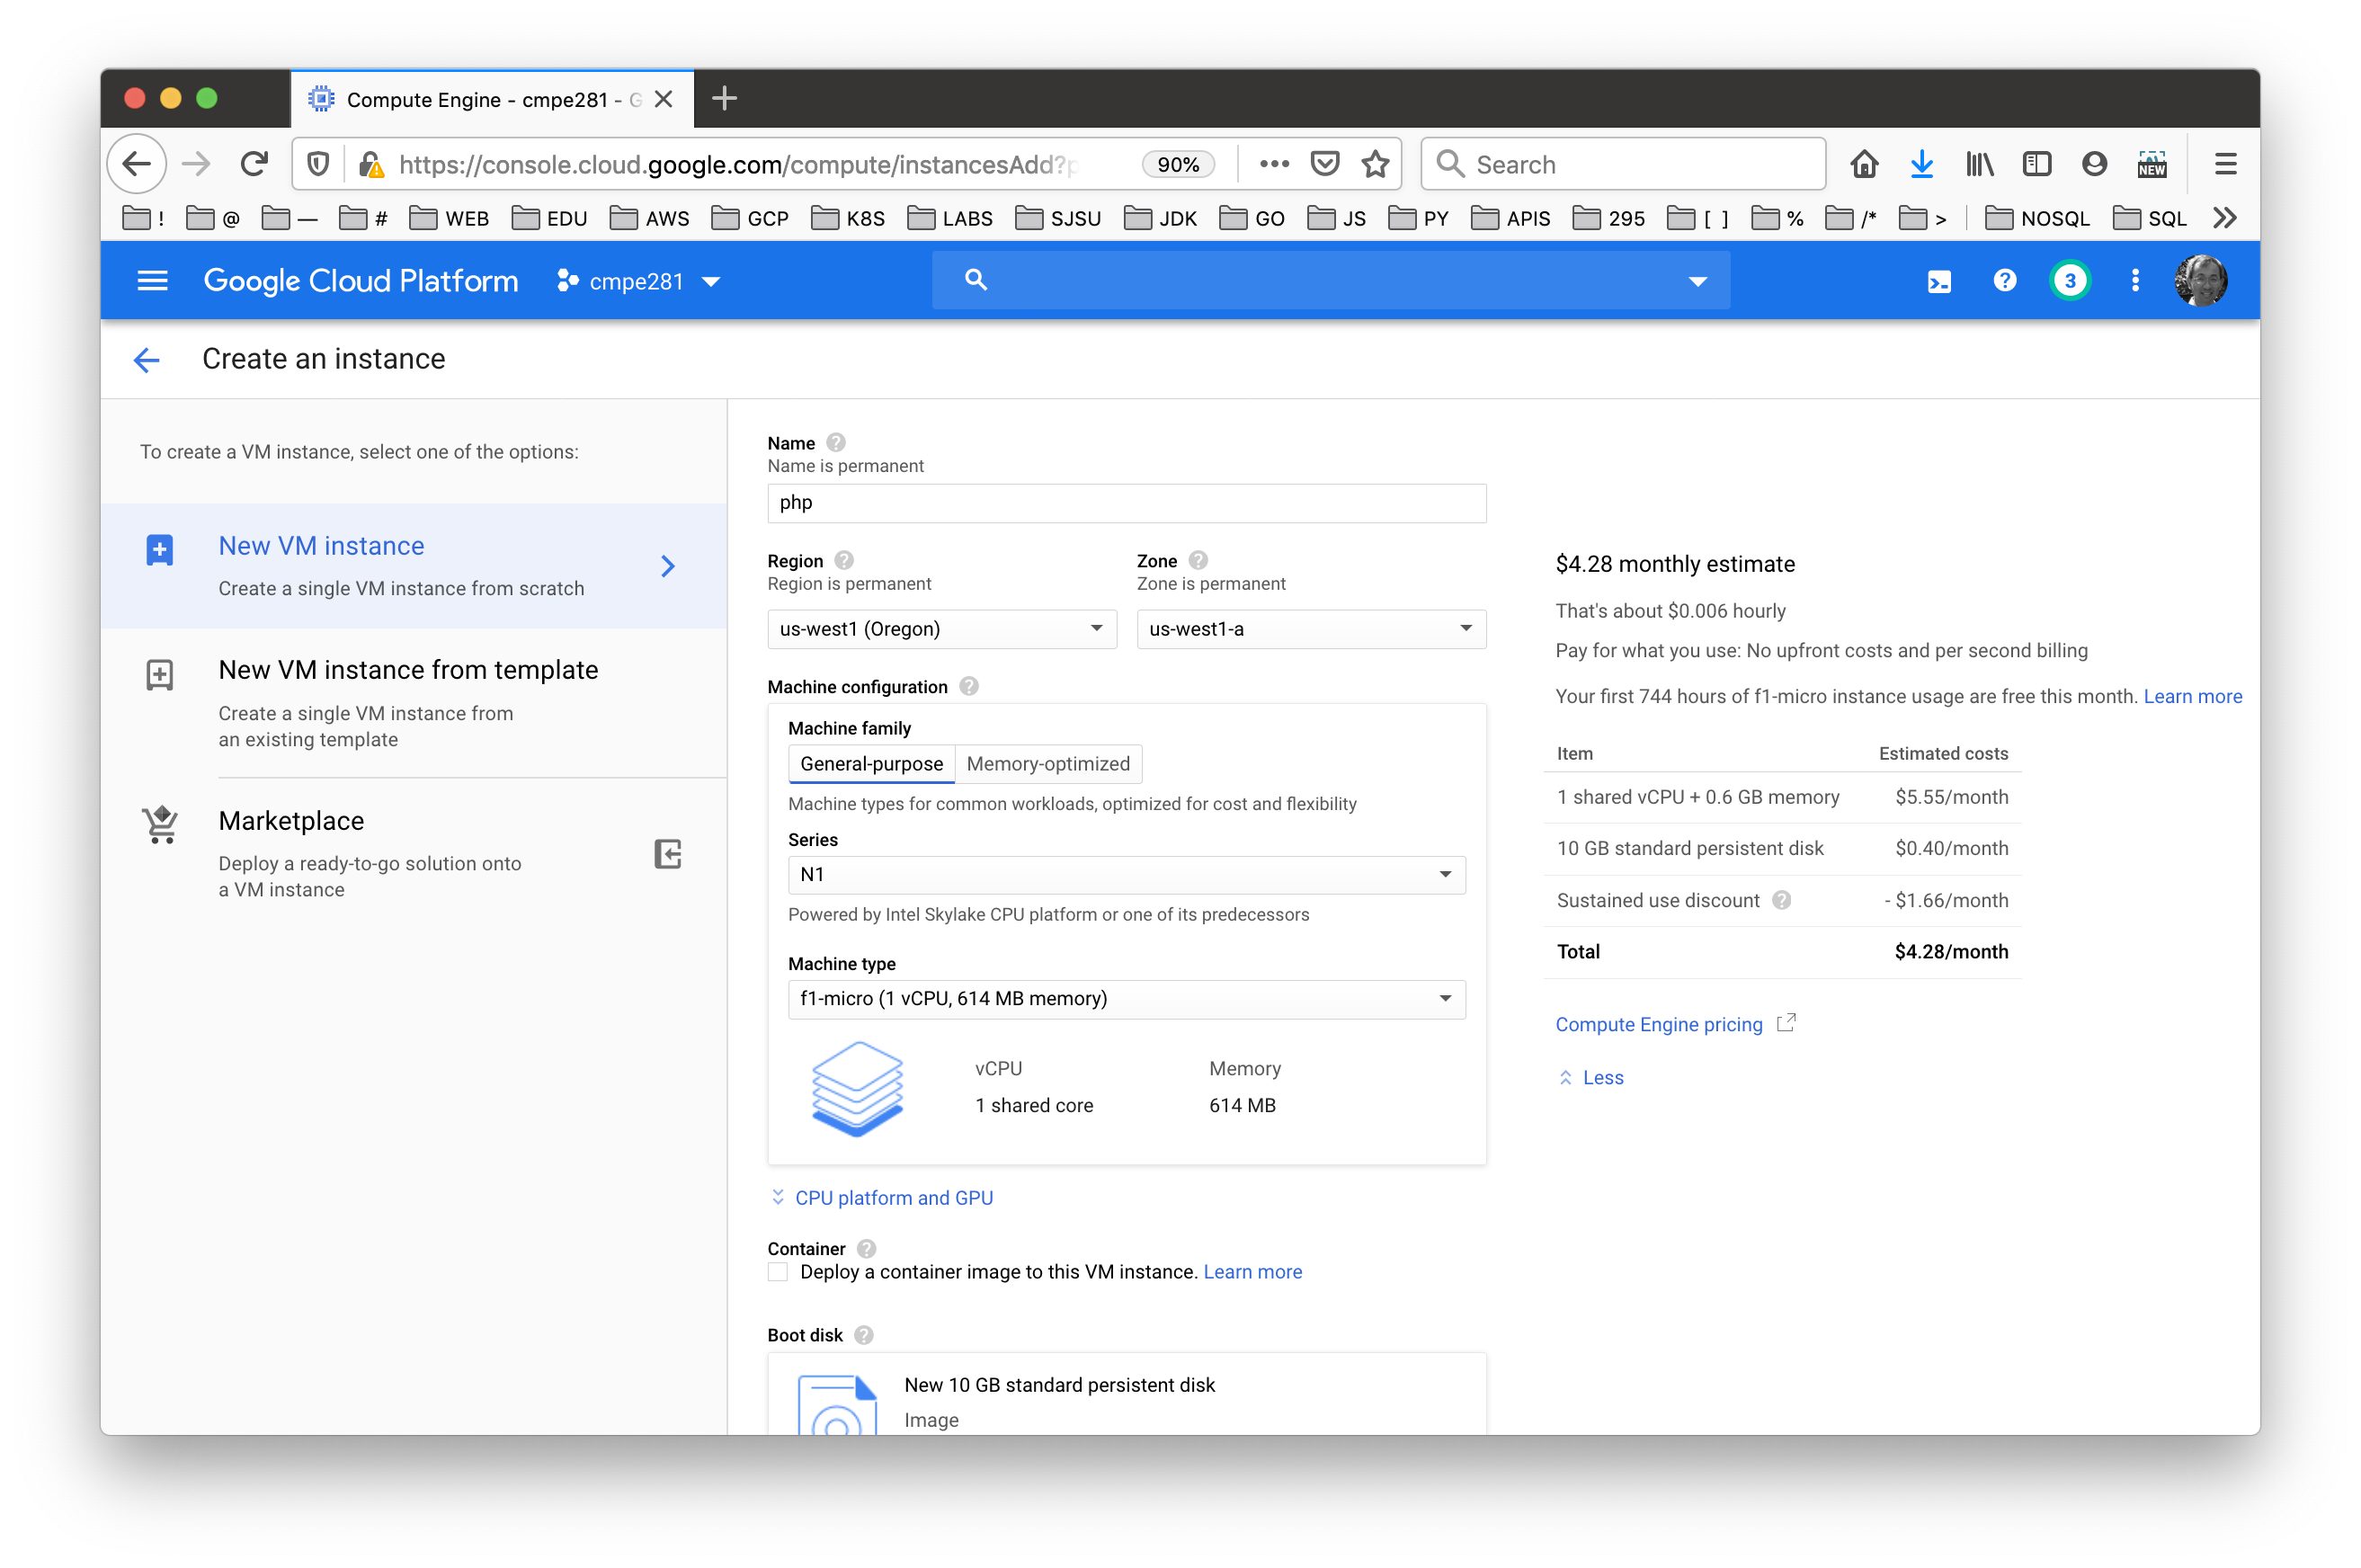 Compute Engine - cmpe281 - G
https://console.cloud.google.com/compute/instancesAdd?p
90%
Search
NEW
! @ — # WEB EDU AWS GCP K8S LABS SJSU JDK GO JS PY APIS 295 [ ] % /* > NOSQL SQL
Google Cloud Platform
cmpe281
3
Create an instance
To create a VM instance, select one of the options:
New VM instance
Create a single VM instance from scratch
New VM instance from template
Create a single VM instance from
an existing template
Marketplace
Deploy a ready-to-go solution onto
a VM instance
Name
Name is permanent
php
Region
Region is permanent
us-west1 (Oregon)
Zone
Zone is permanent
us-west1-a
Machine configuration
Machine family
General-purpose
Memory-optimized
Machine types for common workloads, optimized for cost and flexibility
Series
N1
Powered by Intel Skylake CPU platform or one of its predecessors
Machine type
f1-micro (1 vCPU, 614 MB memory)
vCPU Memory
1 shared core 614 MB
CPU platform and GPU
Container
Deploy a container image to this VM instance. Learn more
Boot disk
New 10 GB standard persistent disk
Image
$4.28 monthly estimate
That's about $0.006 hourly
Pay for what you use: No upfront costs and per second billing
Your first 744 hours of f1-micro instance usage are free this month. Learn more
Item Estimated costs
1 shared vCPU + 0.6 GB memory $5.55/month
10 GB standard persistent disk $0.40/month
Sustained use discount - $1.66/month
Total $4.28/month
Compute Engine pricing
Less